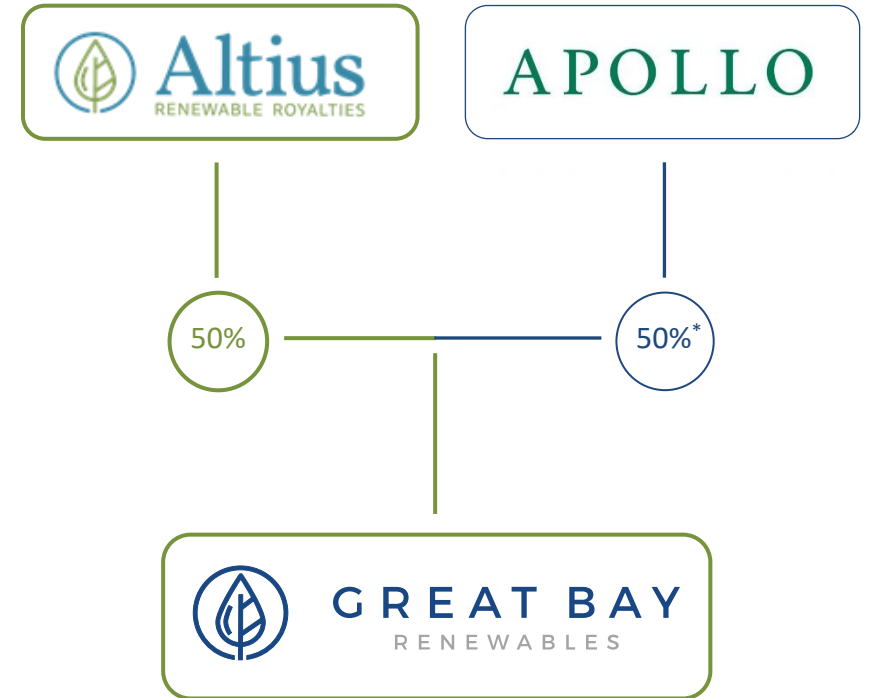 Altius
RENEWABLE ROYALTIES
APOLLO
50%
50%*
GREAT BAY
RENEWABLES